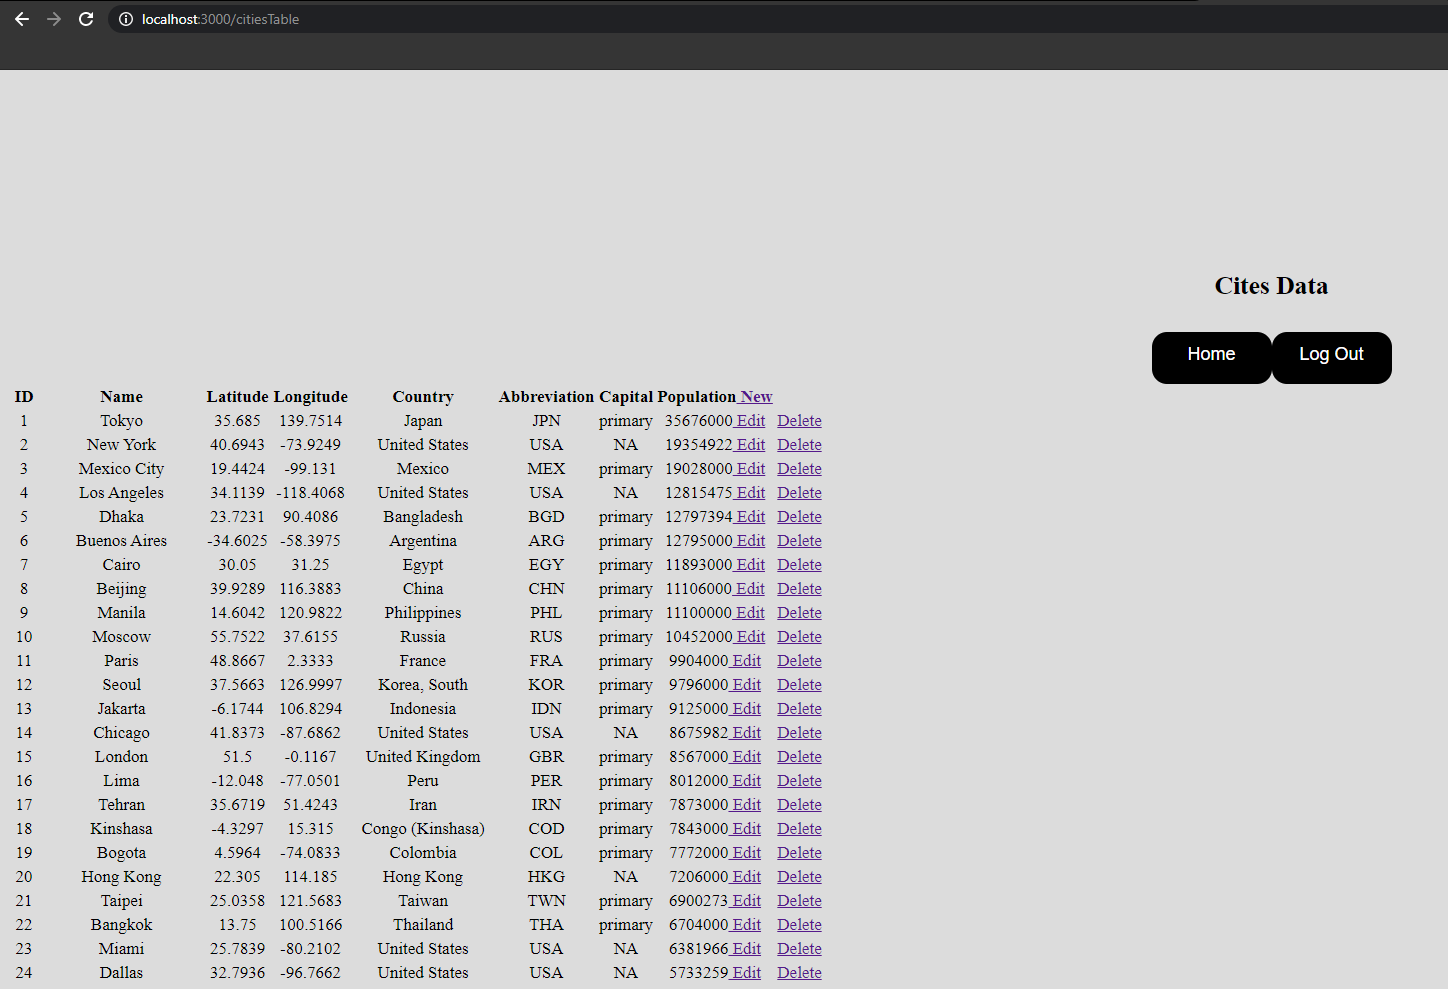 localhost:3000/citiesTable
Cites Data
Home Log Out
ID Name Latitude Longitude Country Abbreviation Capital Population New
1 Tokyo 35.685 139.7514 Japan JPN primary 35676000 Edit Delete
2 New York 40.6943 -73.9249 United States USA NA 19354922 Edit Delete
3 Mexico City 19.4424 -99.131 Mexico MEX primary 19028000 Edit Delete
4 Los Angeles 34.1139 -118.4068 United States USA NA 12815475 Edit Delete
5 Dhaka 23.7231 90.4086 Bangladesh BGD primary 12797394 Edit Delete
6 Buenos Aires -34.6025 -58.3975 Argentina ARG primary 12795000 Edit Delete
7 Cairo 30.05 31.25 Egypt EGY primary 11893000 Edit Delete
8 Beijing 39.9289 116.3883 China CHN primary 11106000 Edit Delete
9 Manila 14.6042 120.9822 Philippines PHL primary 11100000 Edit Delete
10 Moscow 55.7522 37.6155 Russia RUS primary 10452000 Edit Delete
11 Paris 48.8667 2.3333 France FRA primary 9904000 Edit Delete
12 Seoul 37.5663 126.9997 Korea, South KOR primary 9796000 Edit Delete
13 Jakarta -6.1744 106.8294 Indonesia IDN primary 9125000 Edit Delete
14 Chicago 41.8373 -87.6862 United States USA NA 8675982 Edit Delete
15 London 51.5 -0.1167 United Kingdom GBR primary 8567000 Edit Delete
16 Lima -12.048 -77.0501 Peru PER primary 8012000 Edit Delete
17 Tehran 35.6719 51.4243 Iran IRN primary 7873000 Edit Delete
18 Kinshasa -4.3297 15.315 Congo (Kinshasa) COD primary 7843000 Edit Delete
19 Bogota 4.5964 -74.0833 Colombia COL primary 7772000 Edit Delete
20 Hong Kong 22.305 114.185 Hong Kong HKG NA 7206000 Edit Delete
21 Taipei 25.0358 121.5683 Taiwan TWN primary 6900273 Edit Delete
22 Bangkok 13.75 100.5166 Thailand THA primary 6704000 Edit Delete
23 Miami 25.7839 -80.2102 United States USA NA 6381966 Edit Delete
24 Dallas 32.7936 -96.7662 United States USA NA 5733259 Edit Delete